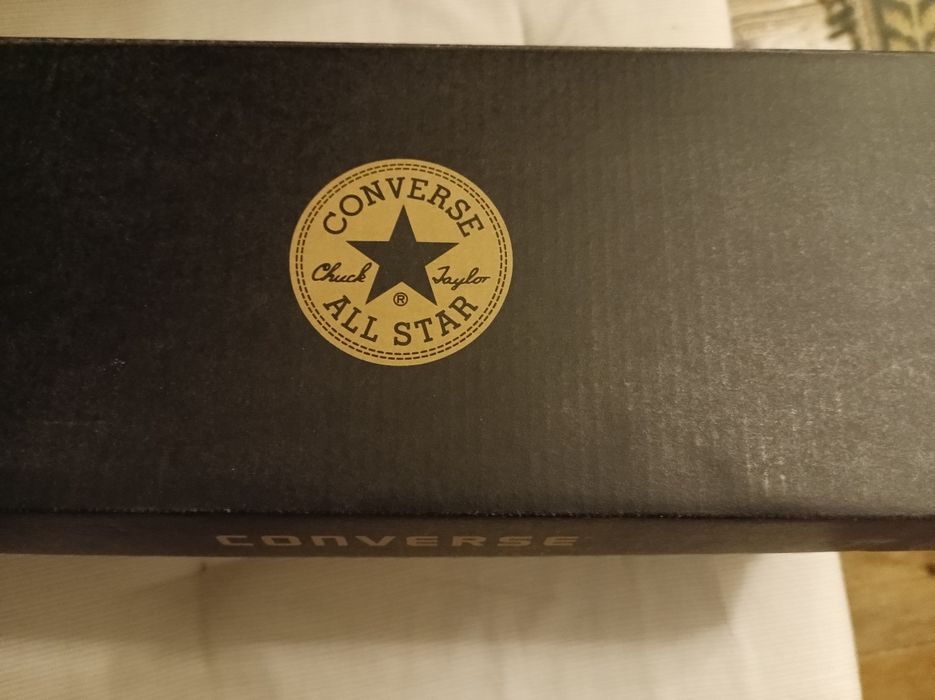 CONVERSE
Chuck Taylor
®
ALL STAR
CONVERSE